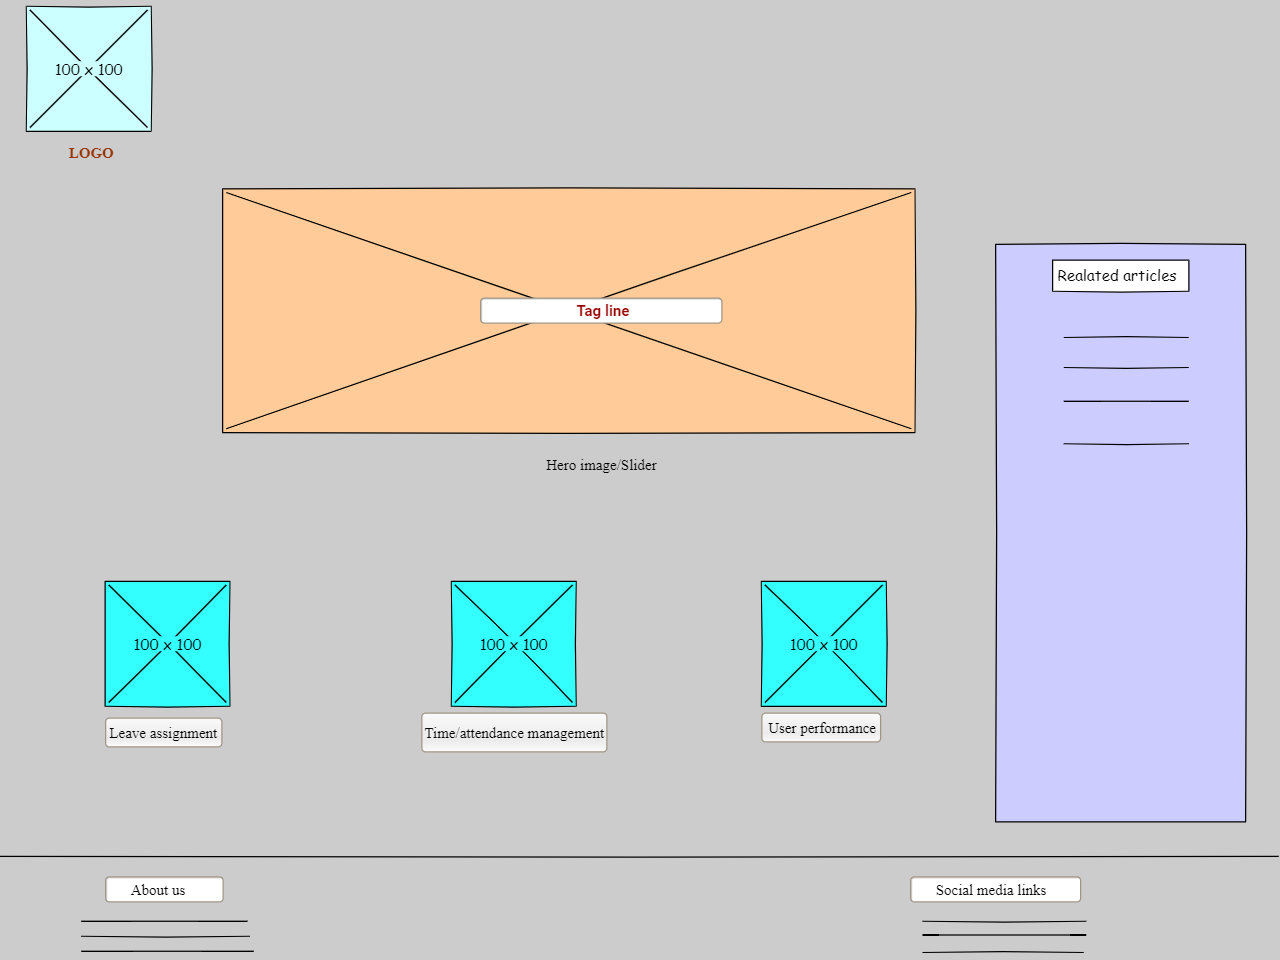 100 x 100
LOGO
Tag line
Hero image/Slider
Realated articles
100 x 100
100 x 100
100 x 100
Leave assignment
Time/attendance management
User performance
About us
Social media links